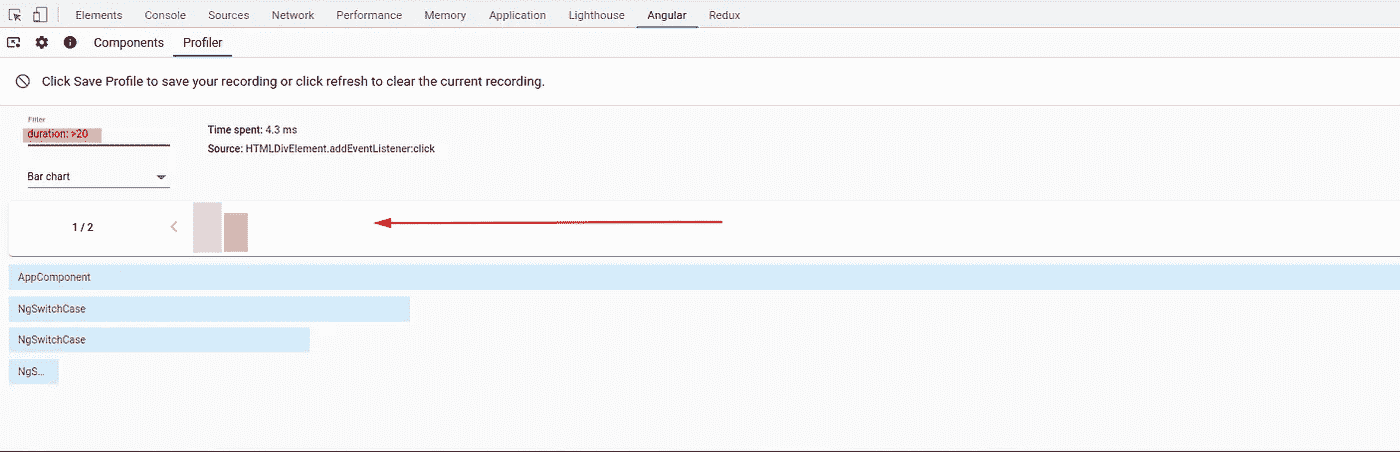 Elements Console Sources Network Performance Memory Application Lighthouse Angular Redux
Components Profiler
Click Save Profile to save your recording or click refresh to clear the current recording.
Filter
duration: >20
Time spent: 4.3 ms
Source: HTMLDivElement.addEventListener:click
Bar chart
1 / 2
AppComponent
NgSwitchCase
NgSwitchCase
NgS...